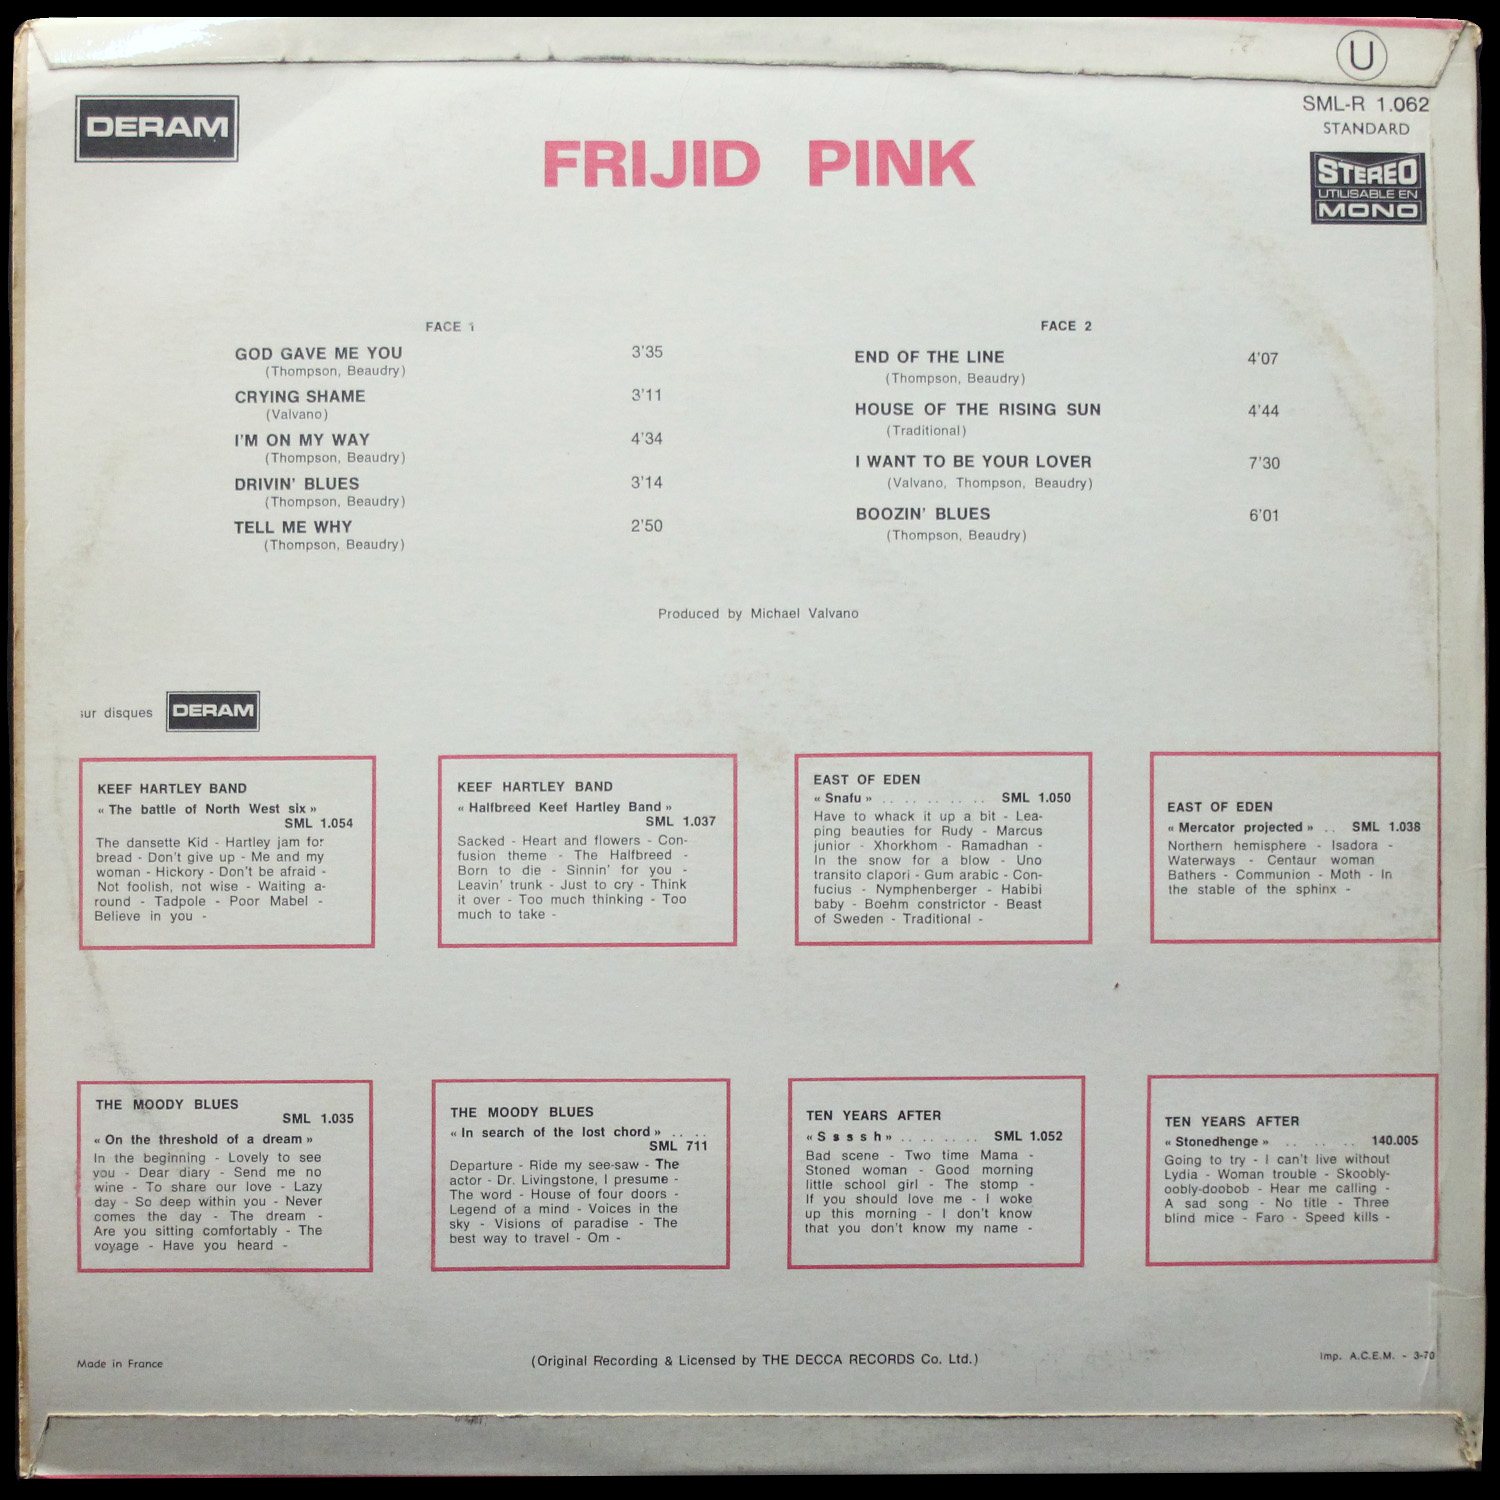 U
SML-R 1.062
STANDARD
DERAM
FRIJID PINK
STEREO
UTILISABLE EN
MONO
FACE 1
GOD GAVE ME YOU 3'35
(Thompson, Beaudry)
CRYING SHAME 3'11
(Valvano)
I'M ON MY WAY 4'34
(Thompson, Beaudry)
DRIVIN' BLUES 3'14
(Thompson, Beaudry)
TELL ME WHY 2'50
(Thompson, Beaudry)
FACE 2
END OF THE LINE 4'07
(Thompson, Beaudry)
HOUSE OF THE RISING SUN 4'44
(Traditional)
I WANT TO BE YOUR LOVER 7'30
(Valvano, Thompson, Beaudry)
BOOZIN' BLUES 6'01
(Thompson, Beaudry)
Produced by Michael Valvano
sur disques DERAM
KEEF HARTLEY BAND
« The battle of North West six »
SML 1.054
The dansette Kid - Hartley jam for
bread - Don't give up - Me and my
woman - Hickory - Don't be afraid -
Not foolish, not wise - Waiting a-
round - Tadpole - Poor Mabel -
Believe in you -
KEEF HARTLEY BAND
« Halfbreed Keef Hartley Band »
SML 1.037
Sacked - Heart and flowers - Con-
fusion theme - The Halfbreed -
Born to die - Sinnin' for you -
Leavin' trunk - Just to cry - Think
it over - Too much thinking - Too
much to take -
EAST OF EDEN
« Snafu » .. .. .. .. .. SML 1.050
Have to whack it up a bit - Lea-
ping beauties for Rudy - Marcus
junior - Xhorkhom - Ramadhan -
In the snow for a blow - Uno
transito clapori - Gum arabic - Con-
fucius - Nymphenberger - Habibi
baby - Boehm constrictor - Beast
of Sweden - Traditional -
EAST OF EDEN
« Mercator projected » .. SML 1.038
Northern hemisphere - Isadora -
Waterways - Centaur woman
Bathers - Communion - Moth - In
the stable of the sphinx -
THE MOODY BLUES
SML 1.035
« On the threshold of a dream »
In the beginning - Lovely to see
you - Dear diary - Send me no
wine - To share our love - Lazy
day - So deep within you - Never
comes the day - The dream -
Are you sitting comfortably - The
voyage - Have you heard -
THE MOODY BLUES
« In search of the lost chord » .. ..
SML 711
Departure - Ride my see-saw - The
actor - Dr. Livingstone, I presume -
The word - House of four doors -
Legend of a mind - Voices in the
sky - Visions of paradise - The
best way to travel - Om -
TEN YEARS AFTER
« S s s s h » .. .. .. .. SML 1.052
Bad scene - Two time Mama -
Stoned woman - Good morning
little school girl - The stomp -
If you should love me - I woke
up this morning - I don't know
that you don't know my name -
TEN YEARS AFTER
« Stonedhenge » .. .. .. 140.005
Going to try - I can't live without
Lydia - Woman trouble - Skoobly-
oobly-doobob - Hear me calling -
A sad song - No title - Three
blind mice - Faro - Speed kills -
Made in France
(Original Recording & Licensed by THE DECCA RECORDS Co. Ltd.)
Imp. A.C.E.M. - 3-70